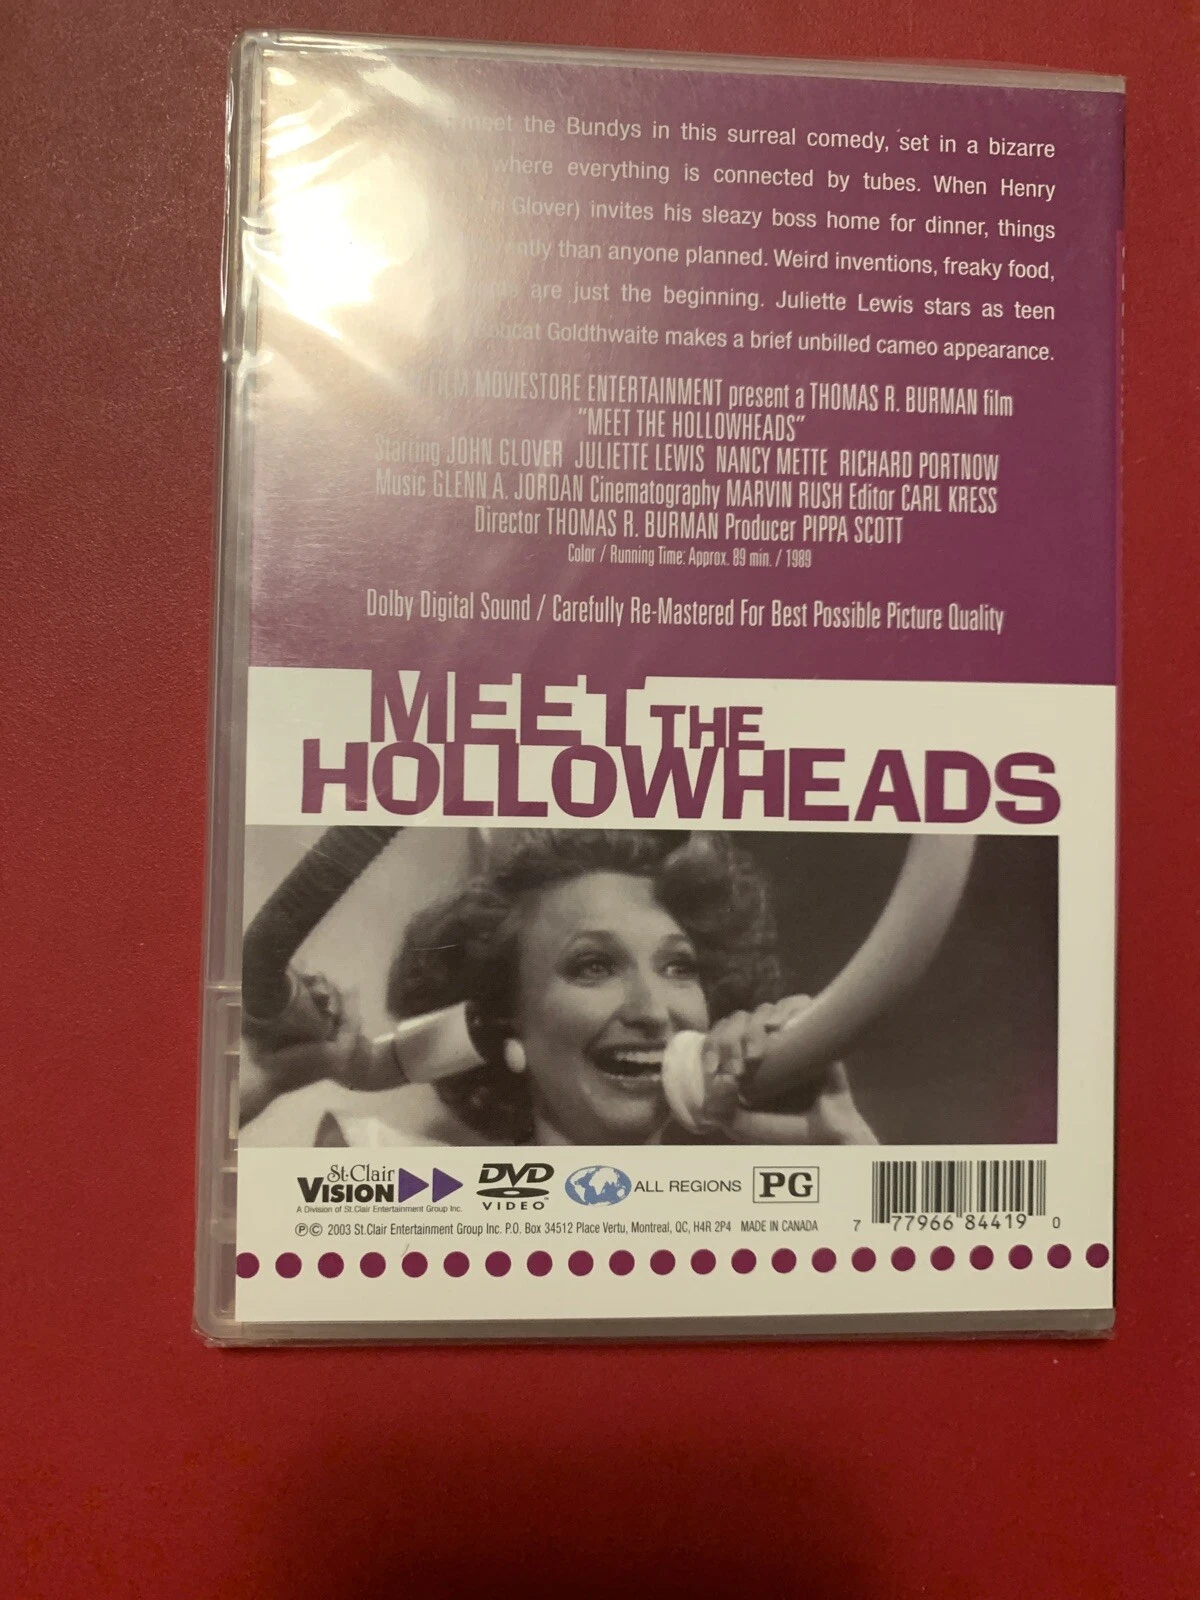 meet the Bundys in this surreal comedy, set in a bizarre
where everything is connected by tubes. When Henry
Glover) invites his sleazy boss home for dinner, things
than anyone planned. Weird inventions, freaky food,
are just the beginning. Juliette Lewis stars as teen
Bobcat Goldthwaite makes a brief unbilled cameo appearance.
FILM MOVIESTORE ENTERTAINMENT present a THOMAS R. BURMAN film
"MEET THE HOLLOWHEADS"
Starring JOHN GLOVER JULIETTE LEWIS NANCY METTE RICHARD PORTNOW
Music GLENN A. JORDAN Cinematography MARVIN RUSH Editor CARL KRESS
Director THOMAS R. BURMAN Producer PIPPA SCOTT
Color / Running Time: Approx. 89 min. / 1989
Dolby Digital Sound / Carefully Re-Mastered For Best Possible Picture Quality
MEET THE
HOLLOWHEADS
St.Clair
VISION
A Division of St.Clair Entertainment Group Inc.
DVD
VIDEO™
ALL REGIONS
PG
℗© 2003 St.Clair Entertainment Group Inc. P.O. Box 34512 Place Vertu, Montreal, QC, H4R 2P4 MADE IN CANADA
7 77966 84419 0